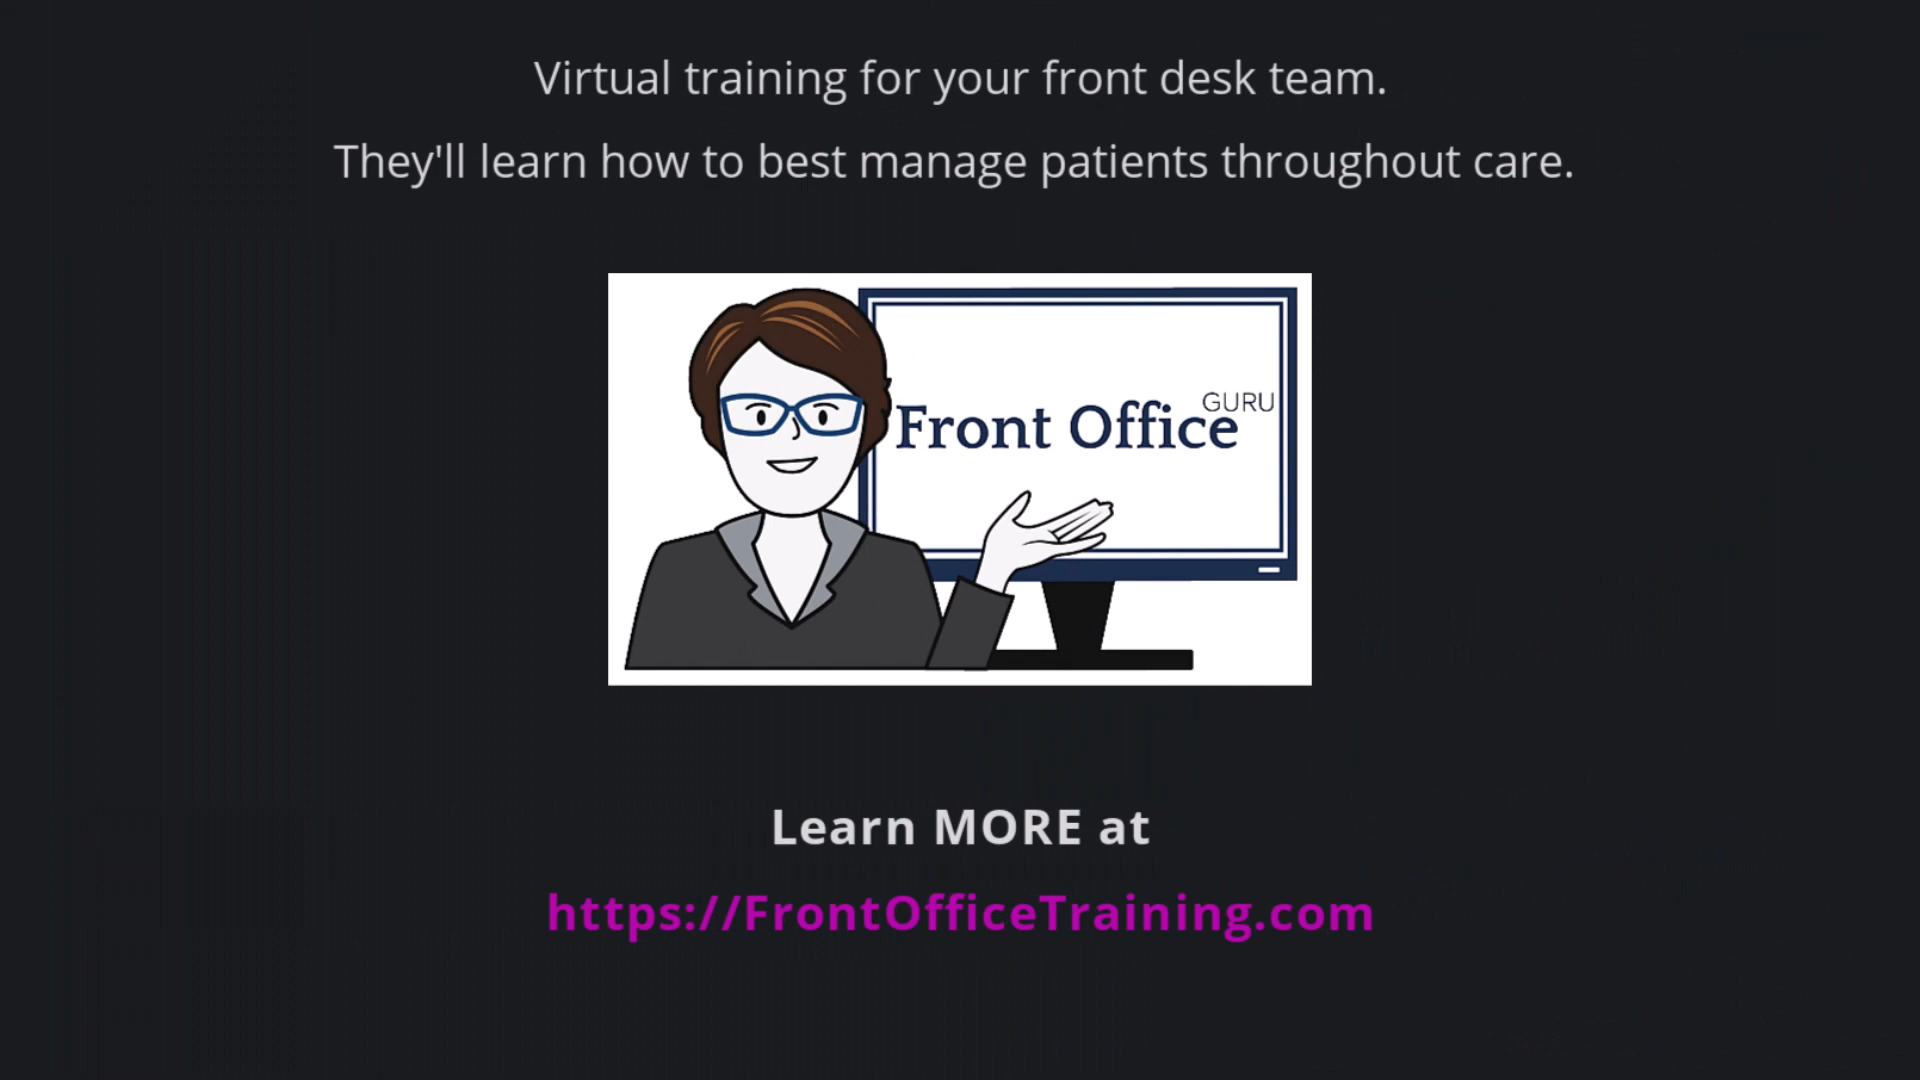 Virtual training for your front desk team.
They'll learn how to best manage patients throughout care.
GURU
Front Office
Learn MORE at
https://FrontOfficeTraining.com